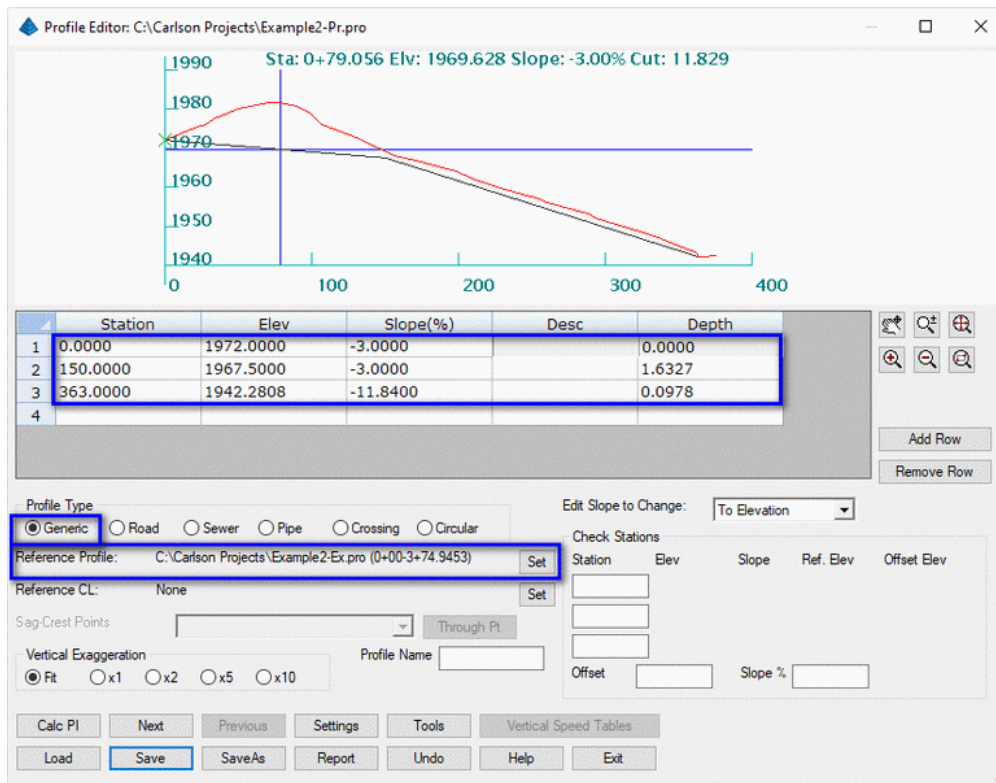 Profile Editor: C:\Carlson Projects\Example2-Pr.pro
Sta: 0+79.056 Elv: 1969.628 Slope: -3.00% Cut: 11.829
1990
1980
1970
1960
1950
1940
0 100 200 300 400
Station Elev Slope(%) Desc Depth
1 0.0000 1972.0000 -3.0000 0.0000
2 150.0000 1967.5000 -3.0000 1.6327
3 363.0000 1942.2808 -11.8400 0.0978
4
Add Row
Remove Row
Profile Type
Generic Road Sewer Pipe Crossing Circular
Edit Slope to Change: To Elevation
Reference Profile: C:\Carlson Projects\Example2-Ex.pro (0+00-3+74.9453) Set
Reference CL: None Set
Check Stations
Station Elev Slope Ref. Elev Offset Elev
Sag-Crest Points Through Pt
Vertical Exaggeration
Fit x1 x2 x5 x10
Profile Name
Offset Slope %
Calc PI Next Previous Settings Tools Vertical Speed Tables
Load Save SaveAs Report Undo Help Exit